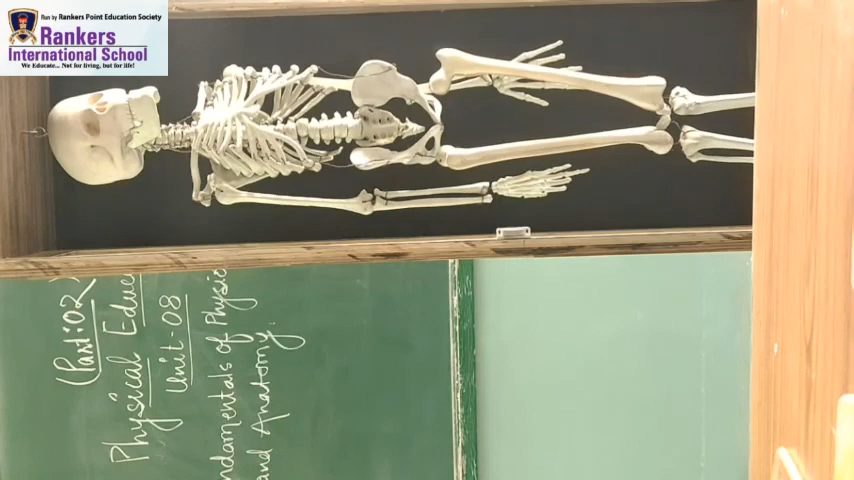 Run by Rankers Point Education Society
Rankers
International School
We Educate... Not for living, but for life!
(Part:02)
Physical Educ
Unit-08
ndamentals of Physio
and Anatomy.